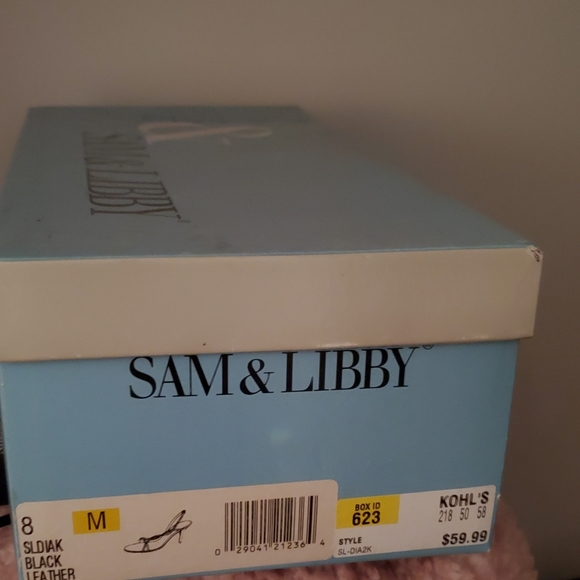 SAM & LIBBY
SAM & LIBBY®
8 M
SLDIAK
BLACK
LEATHER
0 29041 21236 4
BOX ID
623
STYLE
SL-DIA2K
KOHL'S
218 50 58
$59.99